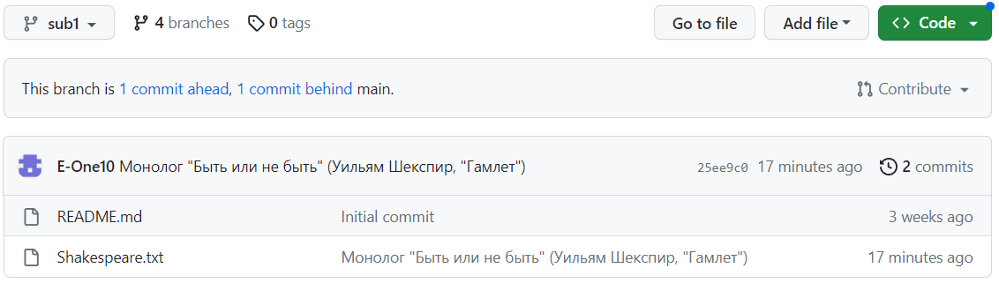 sub1 4 branches 0 tags Go to file Add file Code
This branch is 1 commit ahead, 1 commit behind main. Contribute
E-One10 Монолог "Быть или не быть" (Уильям Шекспир, "Гамлет") 25ee9c0 17 minutes ago 2 commits
README.md Initial commit 3 weeks ago
Shakespeare.txt Монолог "Быть или не быть" (Уильям Шекспир, "Гамлет") 17 minutes ago